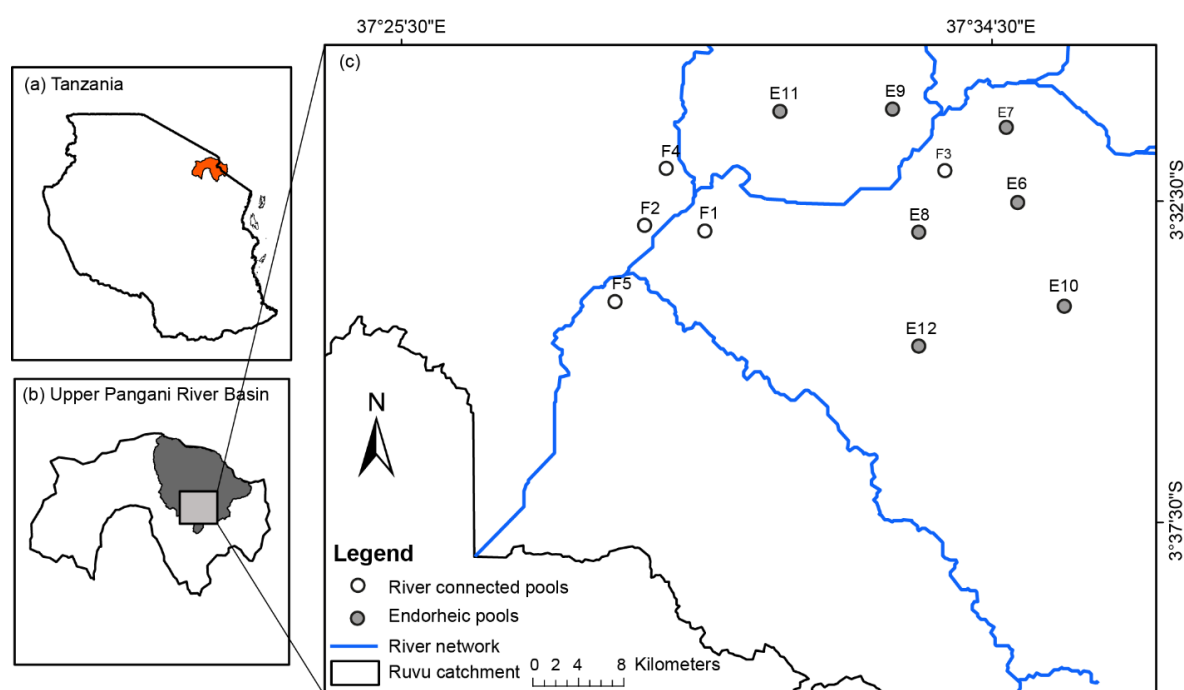 37°25'30"E
37°34'30"E
(a) Tanzania
(c)
E11
E9
E7
F4
F3
3°32'30"S
E6
F2
F1
E8
F5
E10
E12
(b) Upper Pangani River Basin
N
3°37'30"S
Legend
River connected pools
Endorheic pools
River network
Ruvu catchment
0 2 4 8 Kilometers